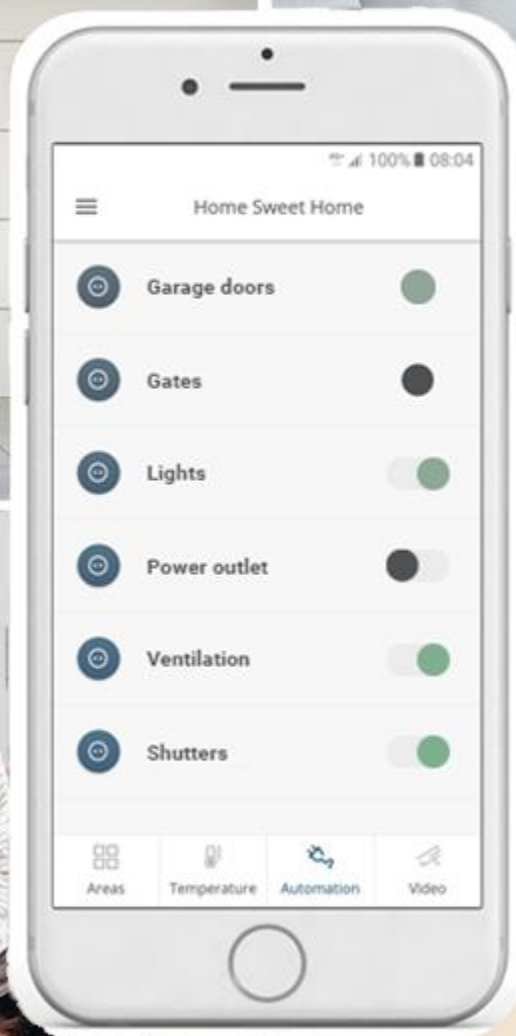 100% 08:04
Home Sweet Home
Garage doors
Gates
Lights
Power outlet
Ventilation
Shutters
Areas
Temperature
Automation
Video